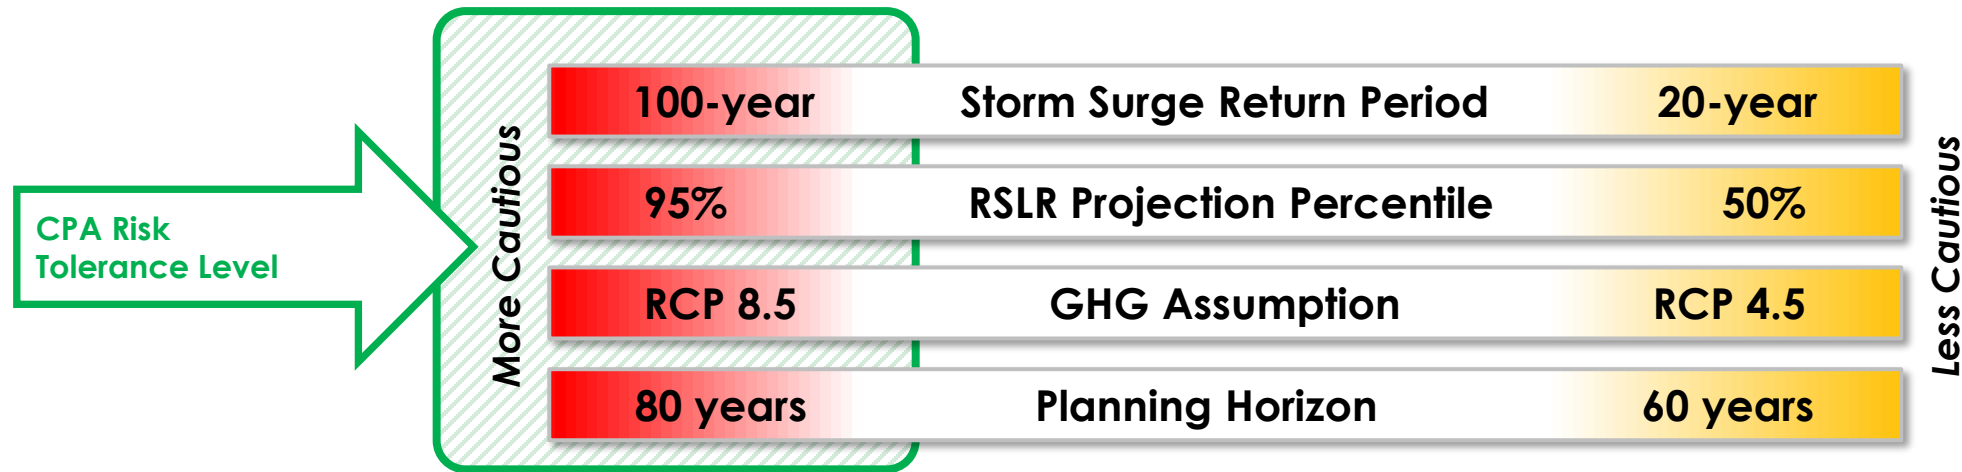 CPA Risk
Tolerance Level
More Cautious
100-year Storm Surge Return Period 20-year
95% RSLR Projection Percentile 50%
RCP 8.5 GHG Assumption RCP 4.5
80 years Planning Horizon 60 years
Less Cautious